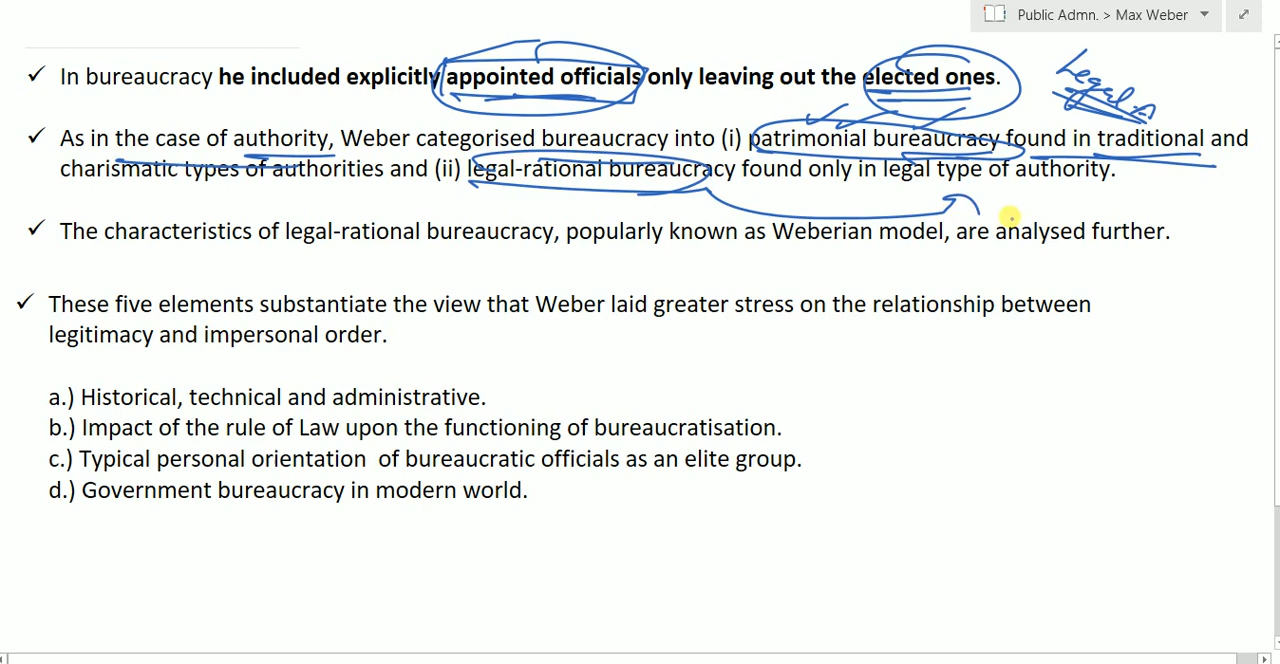 Public Admn. > Max Weber
✓ In bureaucracy he included explicitly appointed officials only leaving out the elected ones.
Legal
✓ As in the case of authority, Weber categorised bureaucracy into (i) patrimonial bureaucracy found in traditional and
charismatic types of authorities and (ii) legal-rational bureaucracy found only in legal type of authority.
✓ The characteristics of legal-rational bureaucracy, popularly known as Weberian model, are analysed further.
✓ These five elements substantiate the view that Weber laid greater stress on the relationship between
legitimacy and impersonal order.
a.) Historical, technical and administrative.
b.) Impact of the rule of Law upon the functioning of bureaucratisation.
c.) Typical personal orientation of bureaucratic officials as an elite group.
d.) Government bureaucracy in modern world.